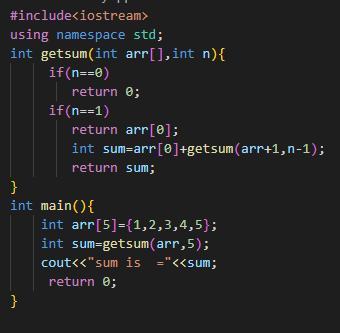 #include<iostream>
using namespace std;
int getsum(int arr[],int n){
if(n==0)
return 0;
if(n==1)
return arr[0];
int sum=arr[0]+getsum(arr+1,n-1);
return sum;
}
int main(){
int arr[5]={1,2,3,4,5};
int sum=getsum(arr,5);
cout<<"sum is  ="<<sum;
return 0;
}